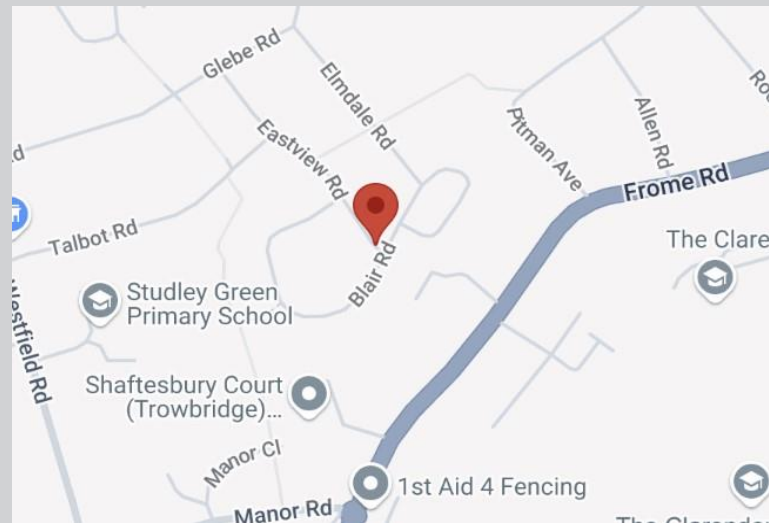 Glebe Rd
Elmdale Rd
Eastview Rd
Pitman Ave
Allen Rd
Frome Rd
Talbot Rd
The Clare
Blair Rd
Studley Green
Primary School
Westfield Rd
Shaftesbury Court
(Trowbridge)...
Manor Cl
1st Aid 4 Fencing
Manor Rd